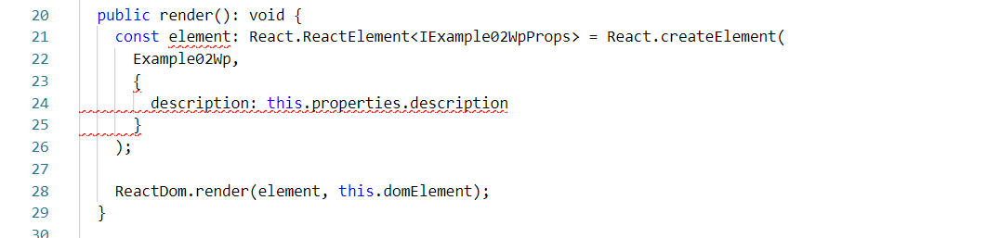 20 public render(): void {
21 const element: React.ReactElement<IExample02WpProps> = React.createElement(
22 Example02Wp,
23 {
24 description: this.properties.description
25 }
26 );
27
28 ReactDom.render(element, this.domElement);
29 }
30